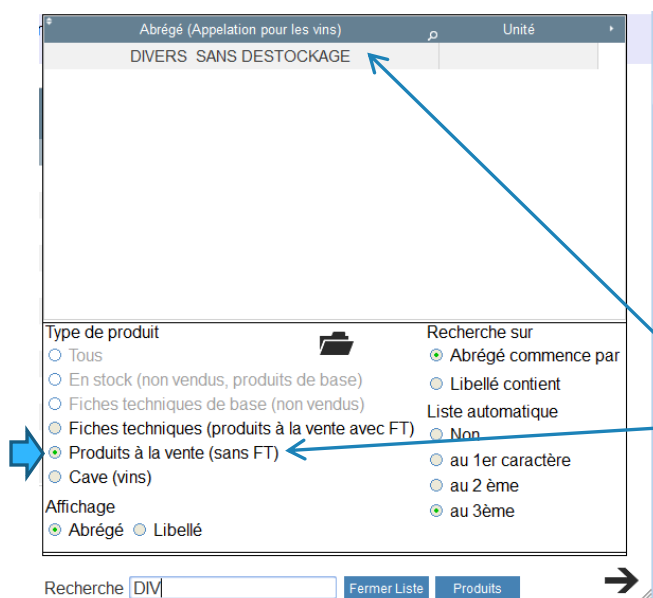 Abrégé (Appelation pour les vins) Unité
DIVERS SANS DESTOCKAGE
Type de produit
Tous
En stock (non vendus, produits de base)
Fiches techniques de base (non vendus)
Fiches techniques (produits à la vente avec FT)
Produits à la vente (sans FT)
Cave (vins)
Affichage
Abrégé Libellé
Recherche sur
Abrégé commence par
Libellé contient
Liste automatique
Non
au 1er caractère
au 2 ème
au 3ème
Recherche DIV Fermer Liste Produits